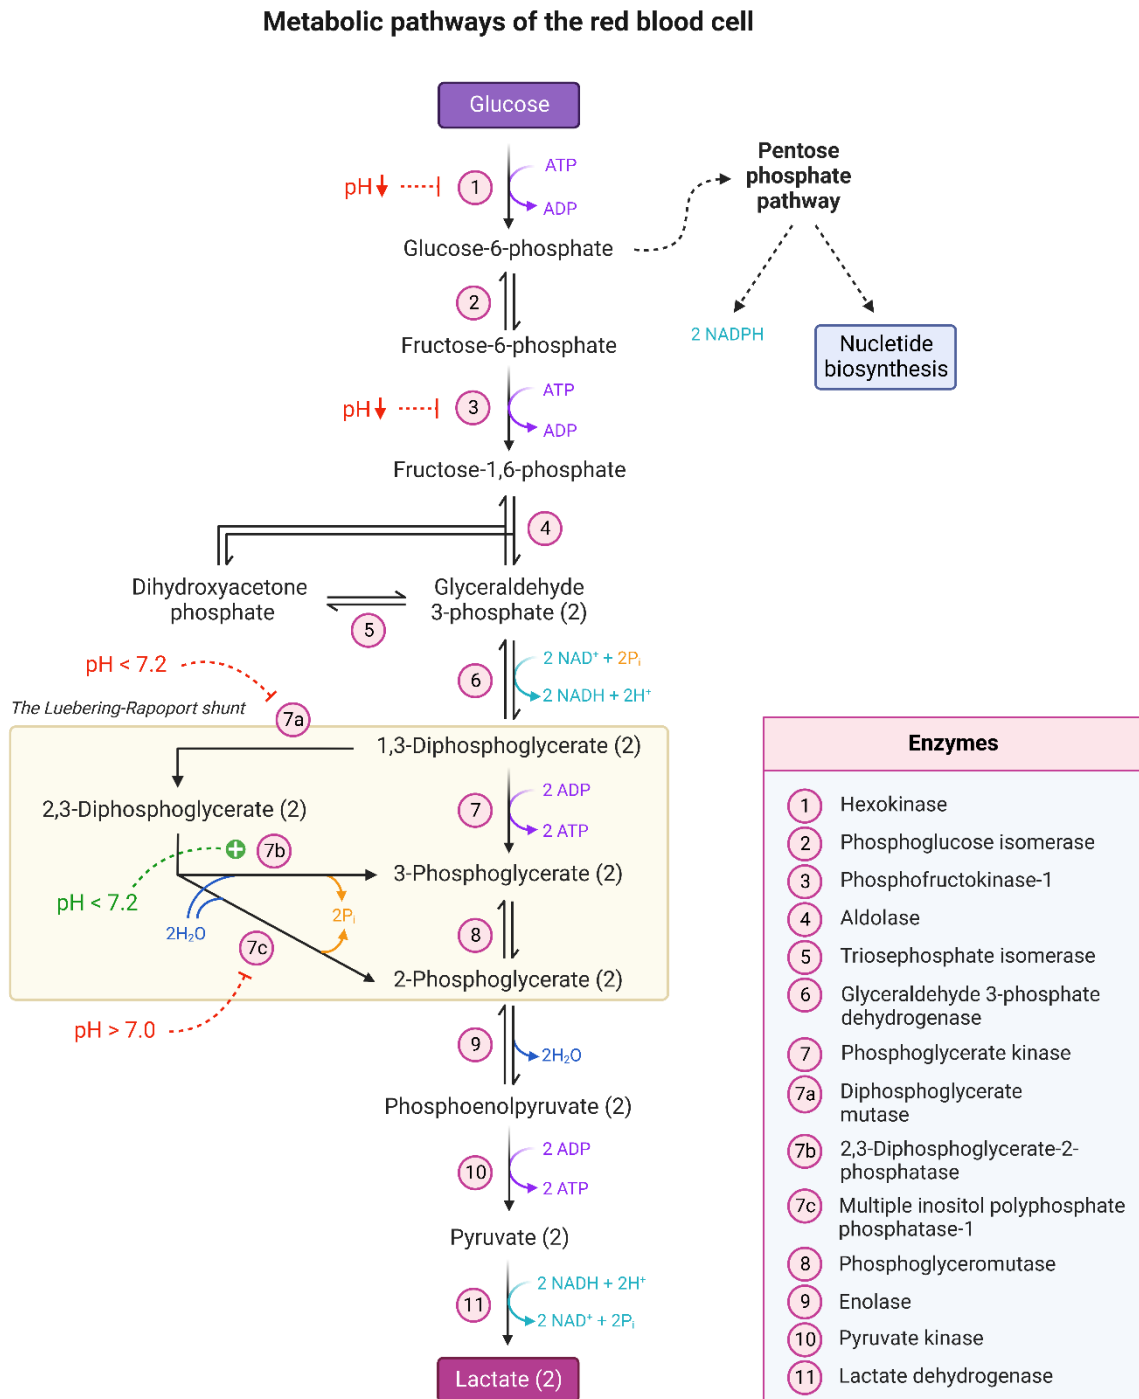 Metabolic pathways of the red blood cell
Glucose
ATP
pH
1
ADP
Pentose
phosphate
pathway
Glucose-6-phosphate
2
2 NADPH
Nucletide
biosynthesis
Fructose-6-phosphate
ATP
pH
3
ADP
Fructose-1,6-phosphate
4
Dihydroxyacetone
phosphate
Glyceraldehyde
3-phosphate (2)
5
2 NAD⁺ + 2Pᵢ
pH < 7.2
6
2 NADH + 2H⁺
The Luebering-Rapoport shunt
7a
1,3-Diphosphoglycerate (2)
2,3-Diphosphoglycerate (2)
2 ADP
7
2 ATP
7b
3-Phosphoglycerate (2)
pH < 7.2
2H₂O
2Pᵢ
7c
8
2-Phosphoglycerate (2)
pH > 7.0
9
2H₂O
Phosphoenolpyruvate (2)
2 ADP
10
2 ATP
Pyruvate (2)
2 NADH + 2H⁺
11
2 NAD⁺ + 2Pᵢ
Lactate (2)
Enzymes
1 Hexokinase
2 Phosphoglucose isomerase
3 Phosphofructokinase-1
4 Aldolase
5 Triosephosphate isomerase
6 Glyceraldehyde 3-phosphate
dehydrogenase
7 Phosphoglycerate kinase
7a Diphosphoglycerate
mutase
7b 2,3-Diphosphoglycerate-2-
phosphatase
7c Multiple inositol polyphosphate
phosphatase-1
8 Phosphoglyceromutase
9 Enolase
10 Pyruvate kinase
11 Lactate dehydrogenase